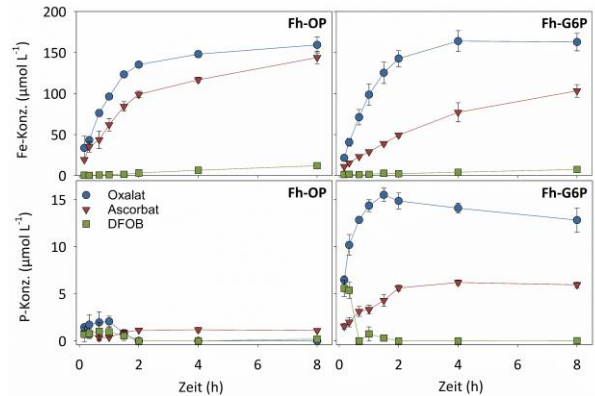 Fh-OP
Fh-G6P
200
150
100
50
0
Fe-Konz. (µmol L⁻¹)
Fh-OP
Fh-G6P
Oxalat
Ascorbat
DFOB
15
10
5
0
P-Konz. (µmol L⁻¹)
0 2 4 6 8
0 2 4 6 8
Zeit (h)
Zeit (h)